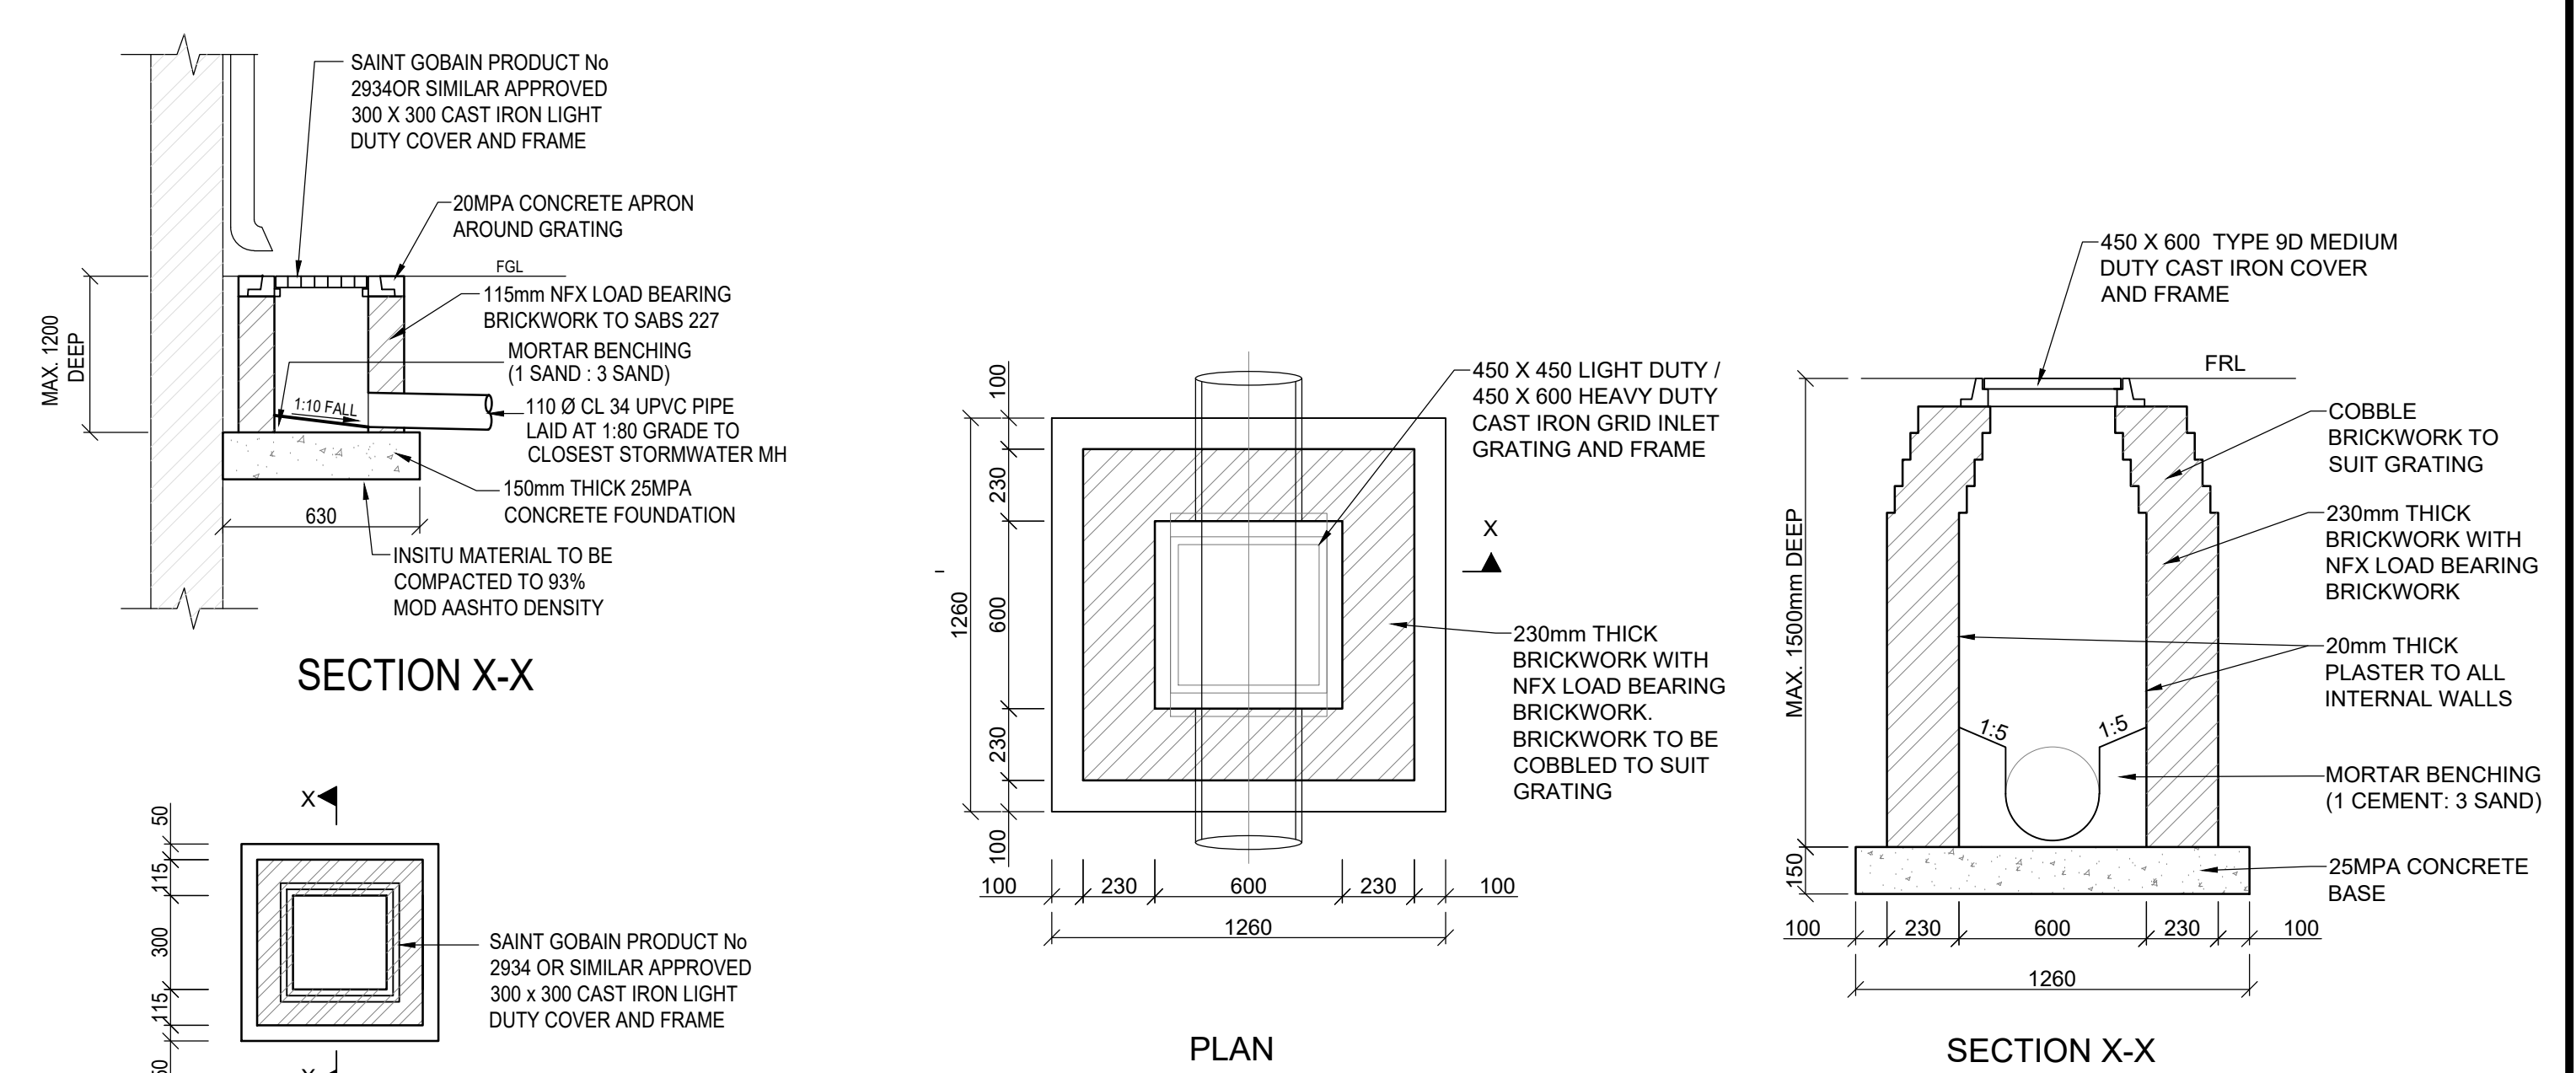 SAINT GOBAIN PRODUCT No
2934OR SIMILAR APPROVED
300 X 300 CAST IRON LIGHT
DUTY COVER AND FRAME
20MPA CONCRETE APRON
AROUND GRATING
FGL
115mm NFX LOAD BEARING
BRICKWORK TO SABS 227
MORTAR BENCHING
(1 SAND : 3 SAND)
1:10 FALL
110 Ø CL 34 UPVC PIPE
LAID AT 1:80 GRADE TO
CLOSEST STORMWATER MH
150mm THICK 25MPA
CONCRETE FOUNDATION
630
INSITU MATERIAL TO BE
COMPACTED TO 93%
MOD AASHTO DENSITY
MAX. 1200
DEEP
SECTION X-X
X
50
115
300
115
SAINT GOBAIN PRODUCT No
2934 OR SIMILAR APPROVED
300 x 300 CAST IRON LIGHT
DUTY COVER AND FRAME
450 X 450 LIGHT DUTY /
450 X 600 HEAVY DUTY
CAST IRON GRID INLET
GRATING AND FRAME
X
230mm THICK
BRICKWORK WITH
NFX LOAD BEARING
BRICKWORK.
BRICKWORK TO BE
COBBLED TO SUIT
GRATING
100
230
600
230
100
1260
100
230
600
230
100
1260
PLAN
450 X 600 TYPE 9D MEDIUM
DUTY CAST IRON COVER
AND FRAME
FRL
COBBLE
BRICKWORK TO
SUIT GRATING
230mm THICK
BRICKWORK WITH
NFX LOAD BEARING
BRICKWORK
20mm THICK
PLASTER TO ALL
INTERNAL WALLS
1:5
1:5
MORTAR BENCHING
(1 CEMENT: 3 SAND)
25MPA CONCRETE
BASE
MAX. 1500mm DEEP
150
100
230
600
230
100
1260
SECTION X-X